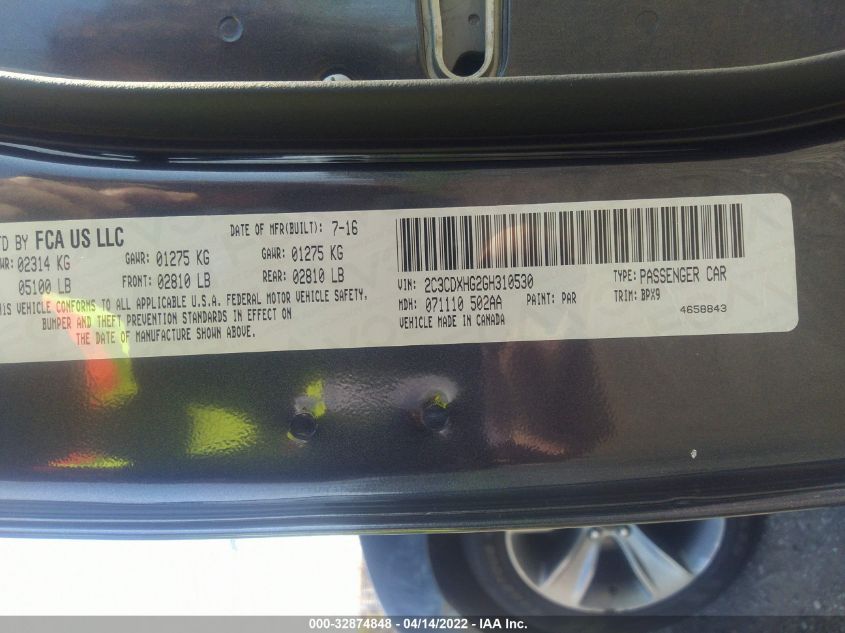 TD BY FCA US LLC DATE OF MFR(BUILT): 7-16
WR: 02314 KG GAWR: 01275 KG GAWR: 01275 KG
05100 LB FRONT: 02810 LB REAR: 02810 LB
HIS VEHICLE CONFORMS TO ALL APPLICABLE U.S.A. FEDERAL MOTOR VEHICLE SAFETY,
BUMPER AND THEFT PREVENTION STANDARDS IN EFFECT ON
THE DATE OF MANUFACTURE SHOWN ABOVE.
VIN: 2C3CDXHG2GH310530 TYPE: PASSENGER CAR
MDH: 071110 502AA PAINT: PAR TRIM: BPX9
VEHICLE MADE IN CANADA 4658843
000-32874848 - 04/14/2022 - IAA Inc.